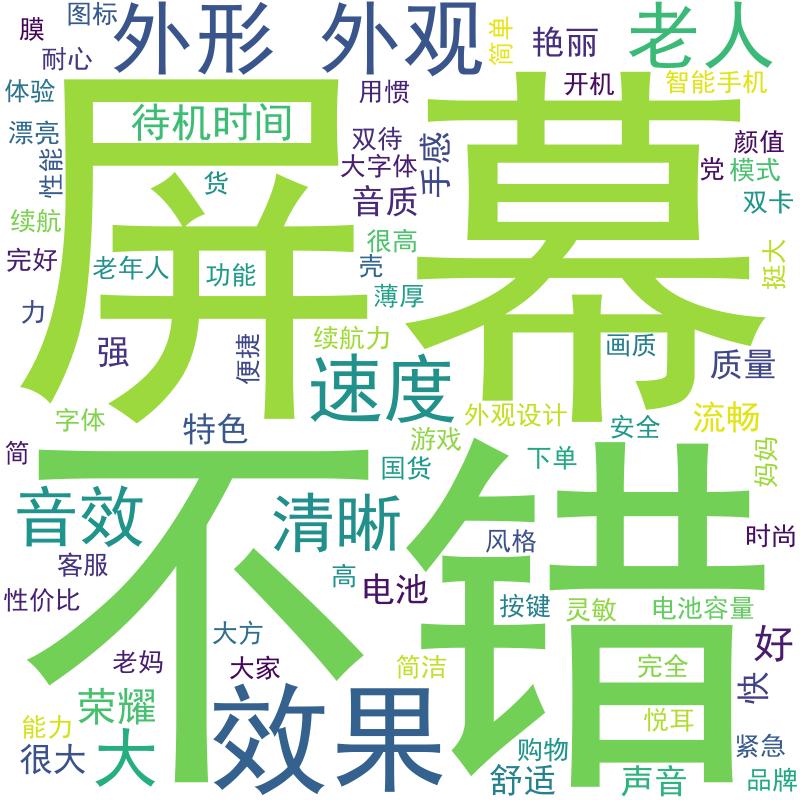 膜
图标
外形
外观
简单
艳丽
老人
耐心
体验
屏幕
待机时间
用惯
开机
智能手机
漂亮
性能
货
双待
大字体
手感
颜值
党
模式
音质
双卡
续航
很高
完好
老年人
功能
壳
挺大
薄厚
力
强
便捷
续航力
画质
质量
速度
字体
特色
外观设计
流畅
安全
游戏
简
国货
下单
妈妈
不错
音效
清晰
风格
时尚
客服
高
电池
性价比
按键
灵敏
电池容量
大方
好
老妈
大家
简洁
完全
快
荣耀
效果
能力
悦耳
很大
大
购物
紧急
舒适
声音
品牌